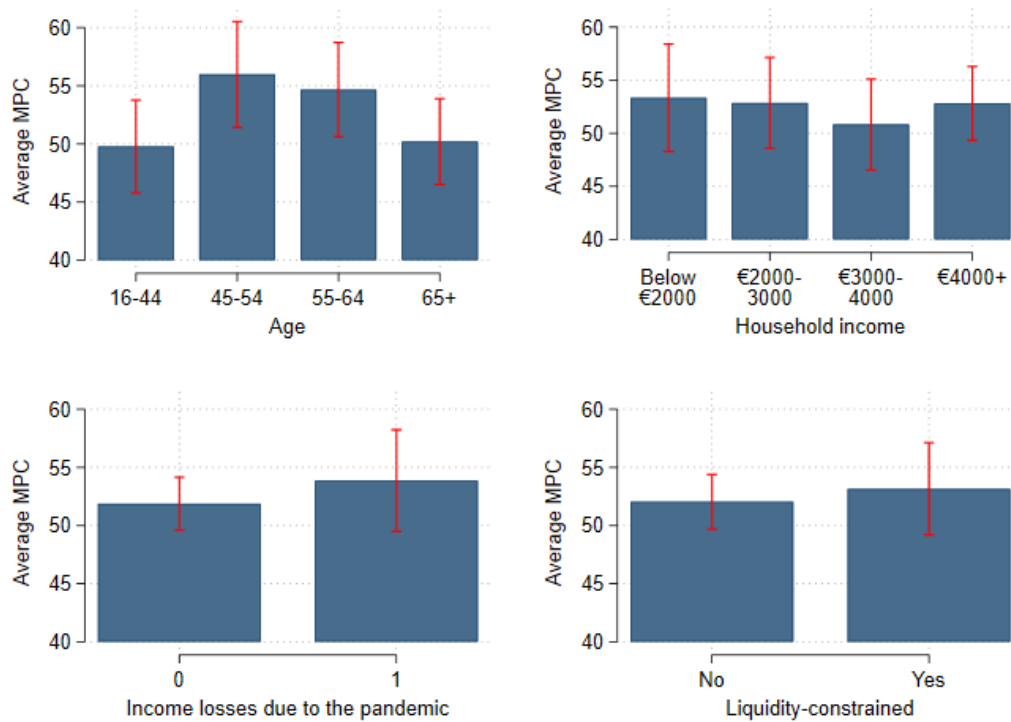 Average MPC
60
55
50
45
40
16-44 45-54 55-64 65+
Age
Average MPC
60
55
50
45
40
Below €2000- €3000- €4000+
€2000 3000 4000
Household income
Average MPC
60
55
50
45
40
0 1
Income losses due to the pandemic
Average MPC
60
55
50
45
40
No Yes
Liquidity-constrained